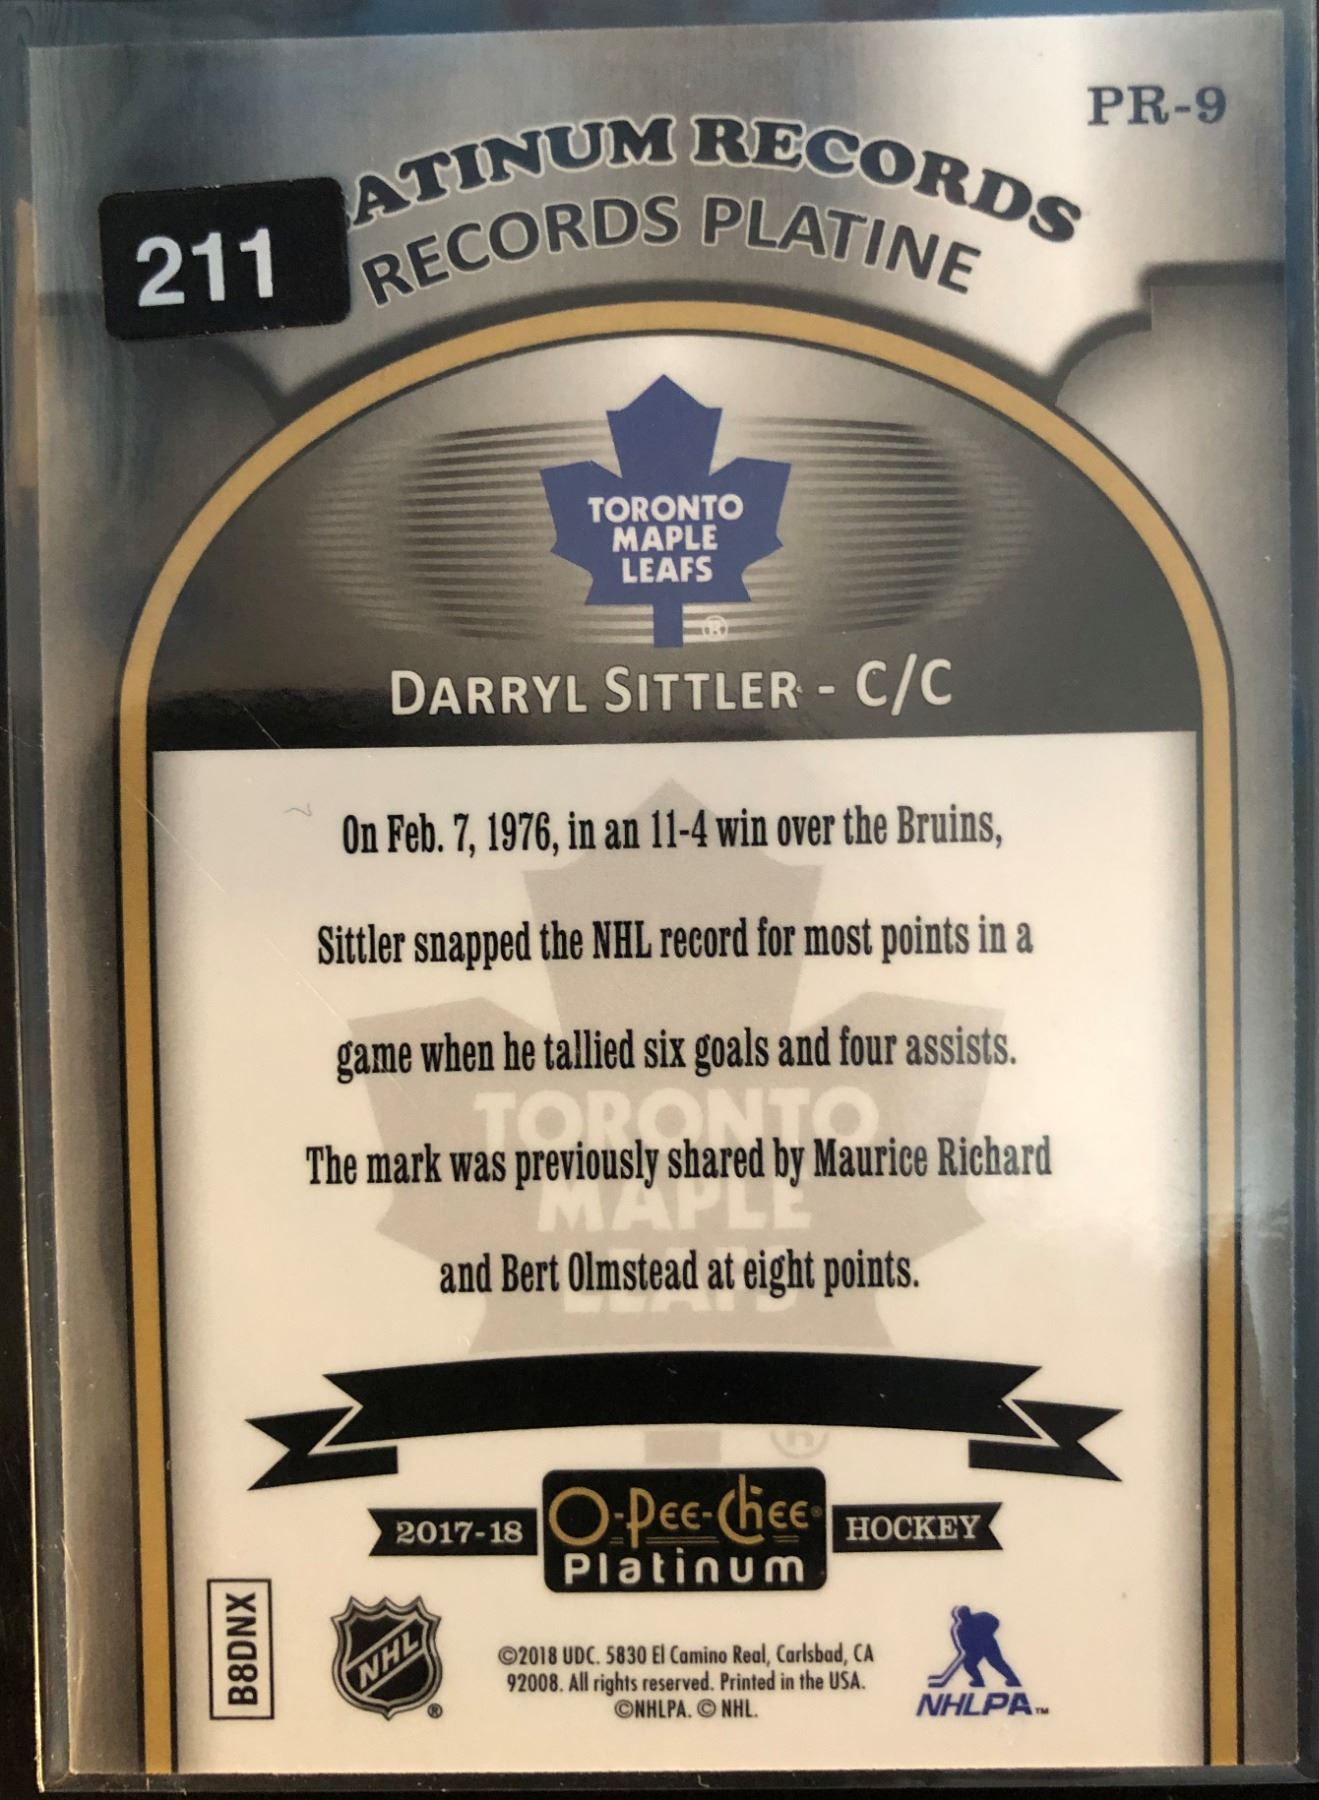 PR-9
ATINUM RECORDS
RECORDS PLATINE
211
TORONTO
MAPLE
LEAFS
®
DARRYL SITTLER - C/C
On Feb. 7, 1976, in an 11-4 win over the Bruins,
Sittler snapped the NHL record for most points in a
game when he tallied six goals and four assists.
The mark was previously shared by Maurice Richard
and Bert Olmstead at eight points.
TORONTO
MAPLE
LEAFS
®
2017-18 O-PEE-CHEE® HOCKEY
Platinum
B8DNX
NHL®
©2018 UDC. 5830 El Camino Real, Carlsbad, CA
92008. All rights reserved. Printed in the USA.
©NHLPA. © NHL.
NHLPA™